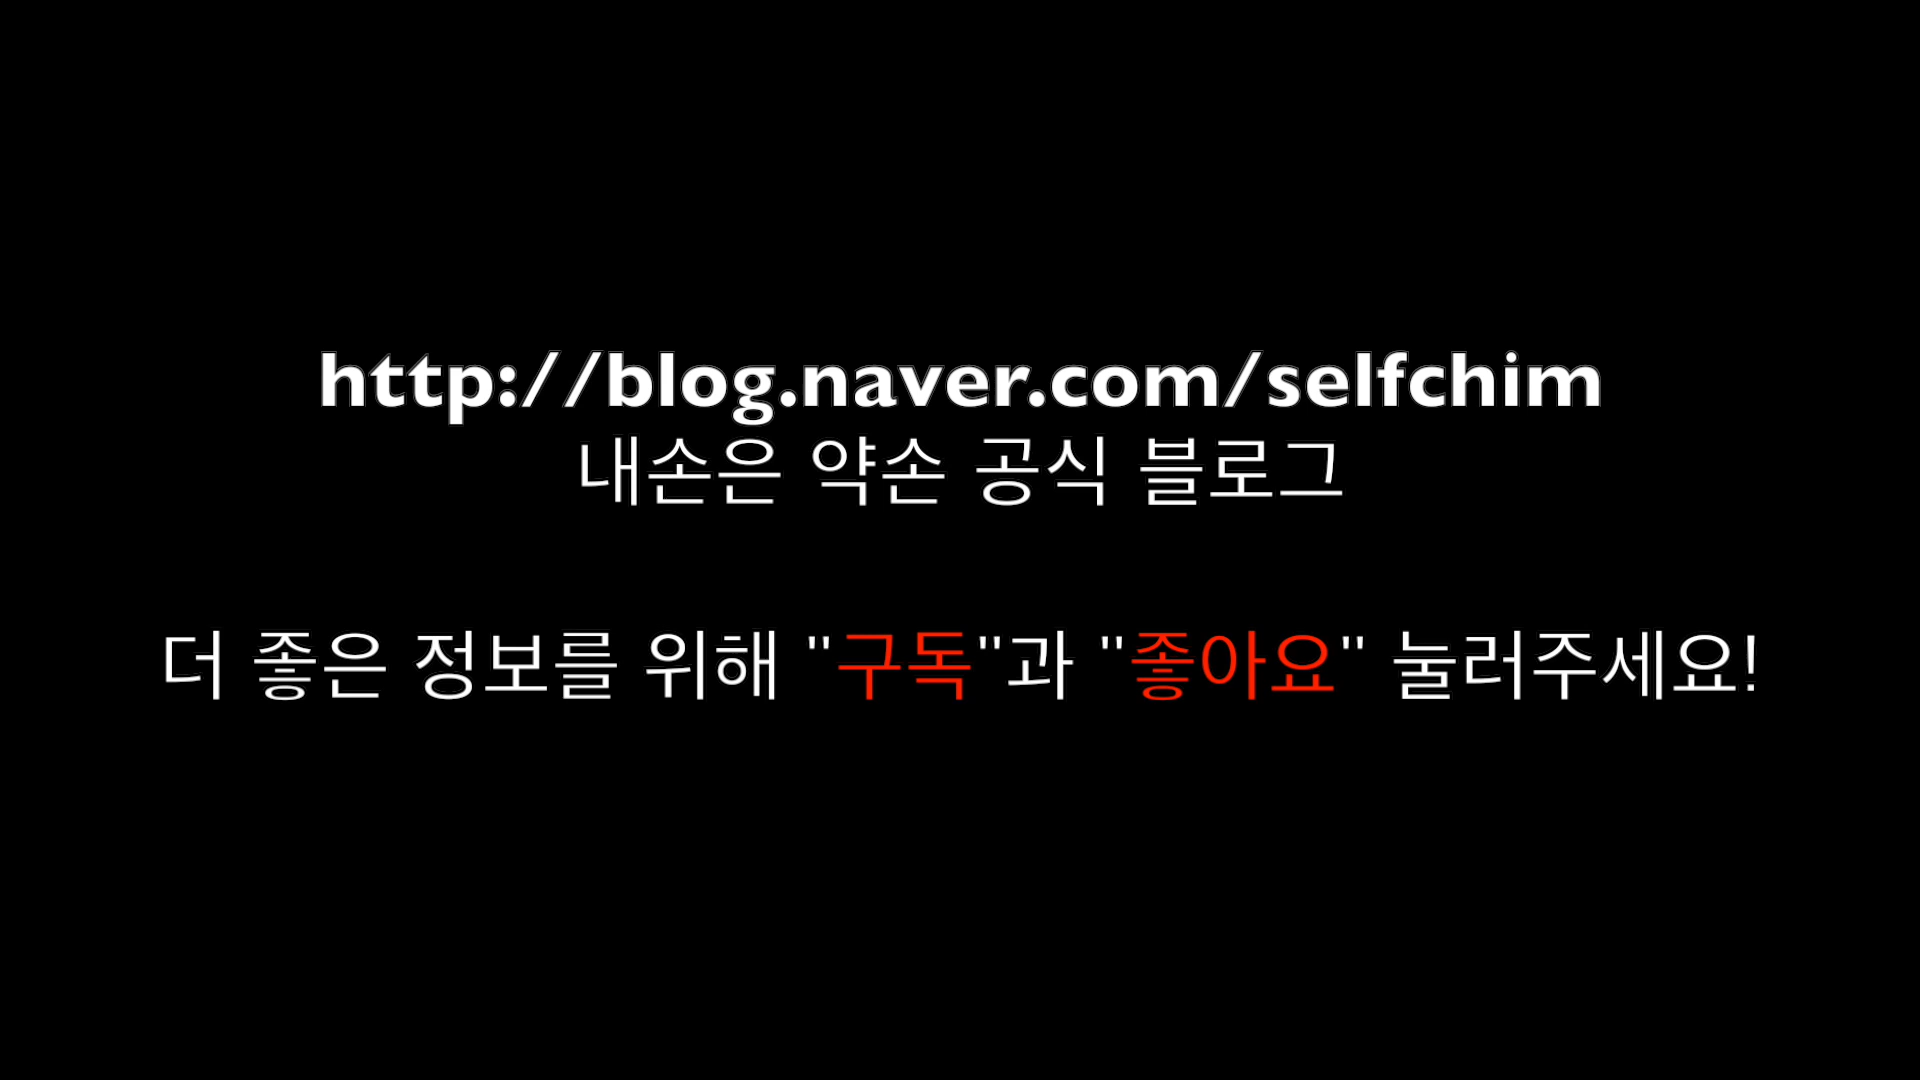 http://blog.naver.com/selfchim
내손은 약손 공식 블로그
더 좋은 정보를 위해 "구독"과 "좋아요" 눌러주세요!